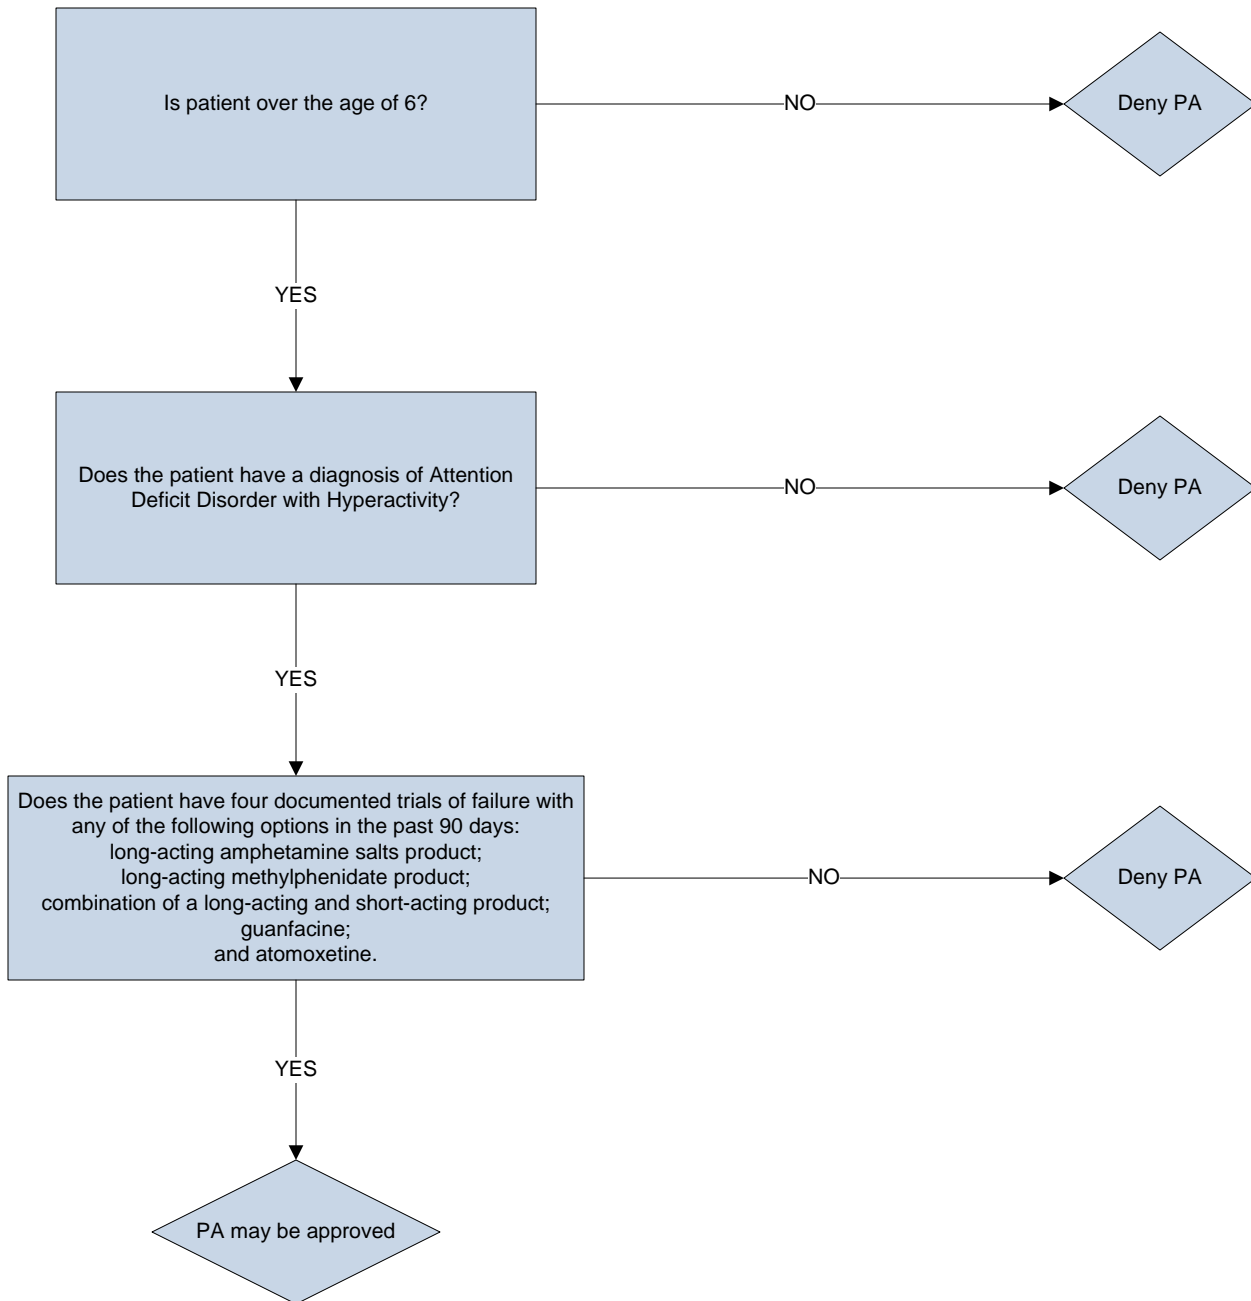 Is patient over the age of 6?
NO
Deny PA
YES
Does the patient have a diagnosis of Attention
Deficit Disorder with Hyperactivity?
NO
Deny PA
YES
Does the patient have four documented trials of failure with
any of the following options in the past 90 days:
long-acting amphetamine salts product;
long-acting methylphenidate product;
combination of a long-acting and short-acting product;
guanfacine;
and atomoxetine.
NO
Deny PA
YES
PA may be approved